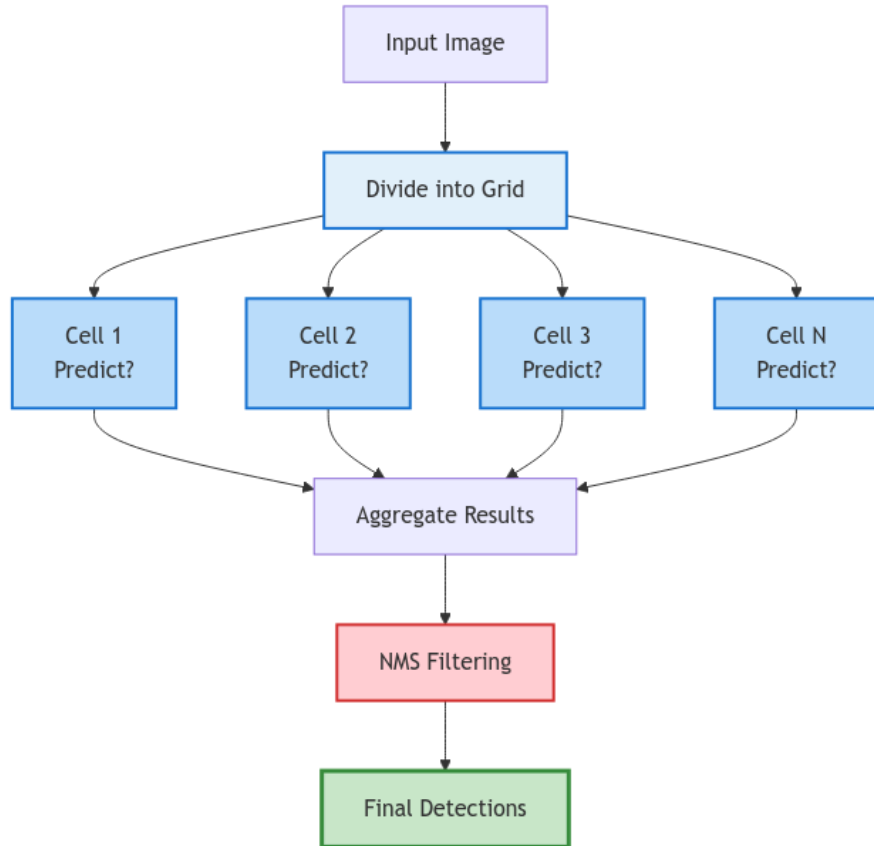 Input Image
Divide into Grid
Cell 1
Predict?
Cell 2
Predict?
Cell 3
Predict?
Cell N
Predict?
Aggregate Results
NMS Filtering
Final Detections